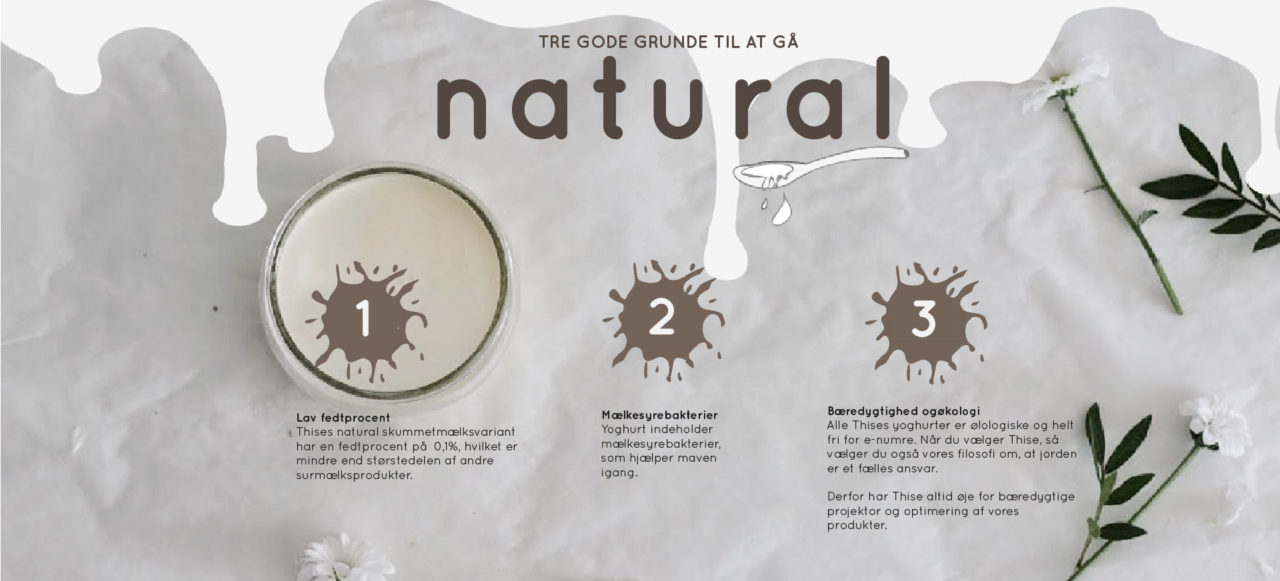 TRE GODE GRUNDE TIL AT GÅ
natural
1
2
3
Lav fedtprocent
Thises natural skummetmælksvariant
har en fedtprocent på 0,1%, hvilket er
mindre end størstedelen af andre
surmælksprodukter.
Mælkesyrebakterier
Yoghurt indeholder
mælkesyrebakterier,
som hjælper maven
igang.
Bæredygtighed ogøkologi
Alle Thises yoghurter er ølologiske og helt
fri for e-numre. Når du vælger Thise, så
vælger du også vores filosofi om, at jorden
er et fælles ansvar.
Derfor har Thise altid øje for bæredygtige
projektor og optimering af vores
produkter.